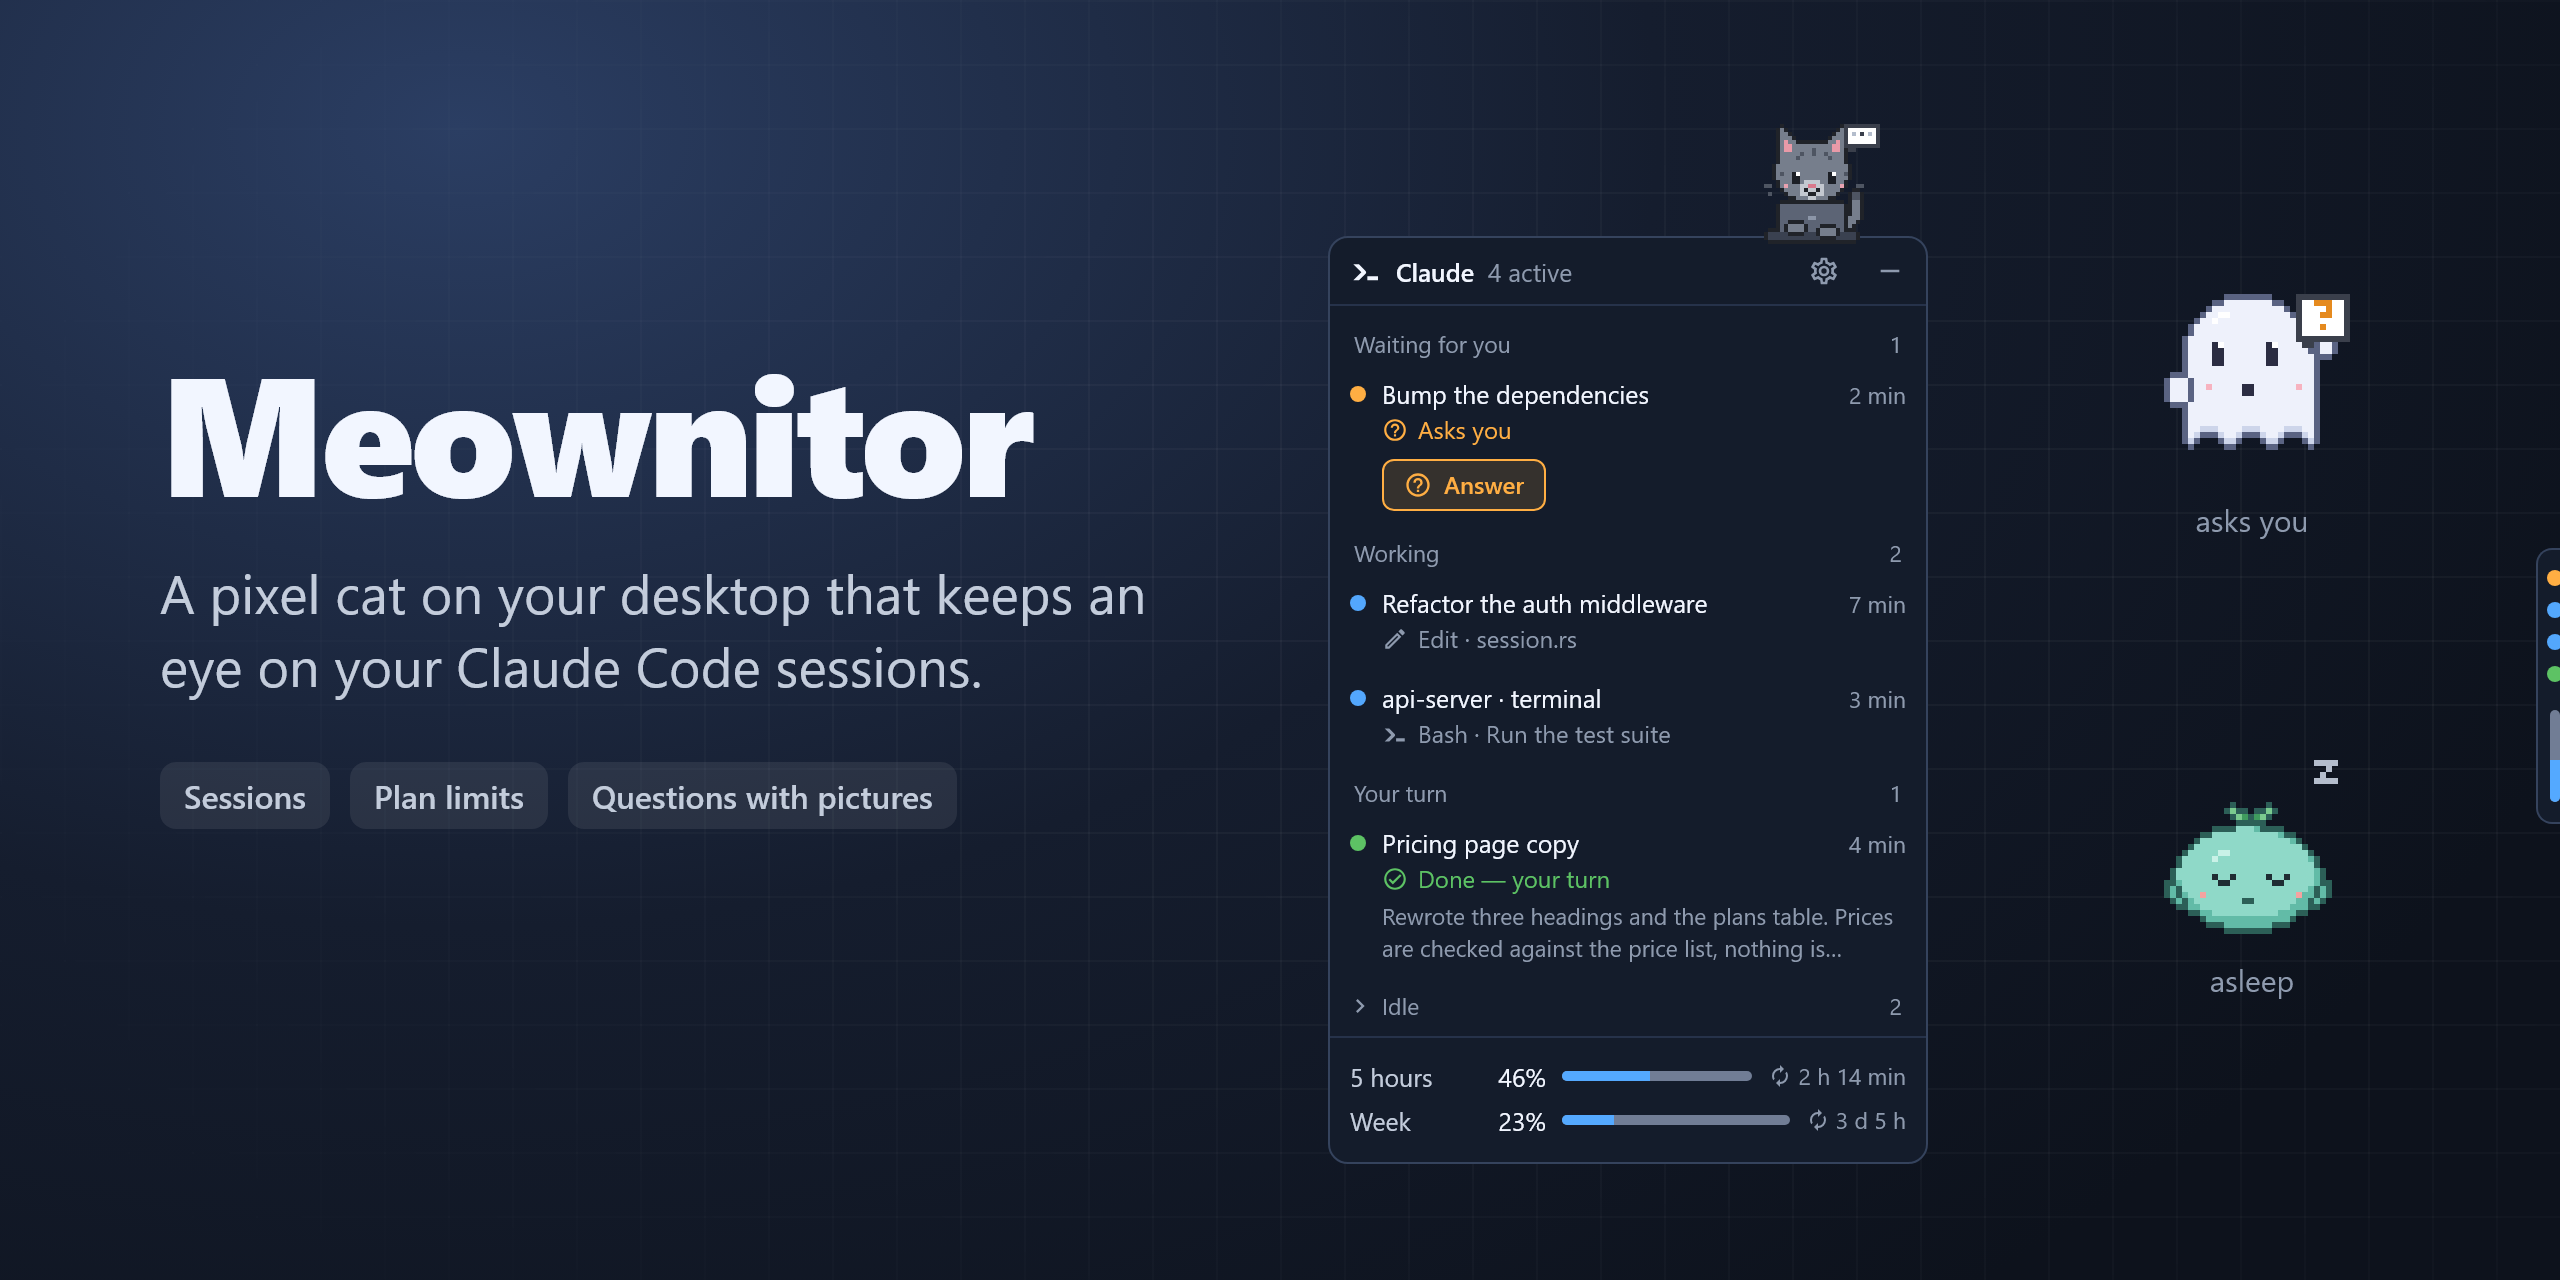 Meownitor
A pixel cat on your desktop that keeps an
eye on your Claude Code sessions.
Sessions
Plan limits
Questions with pictures
Claude 4 active
Waiting for you 1
Bump the dependencies 2 min
Asks you
Answer
Working 2
Refactor the auth middleware 7 min
Edit · session.rs
api-server · terminal 3 min
Bash · Run the test suite
Your turn 1
Pricing page copy 4 min
Done — your turn
Rewrote three headings and the plans table. Prices
are checked against the price list, nothing is...
Idle 2
5 hours 46% 2 h 14 min
Week 23% 3 d 5 h
?
asks you
z
asleep